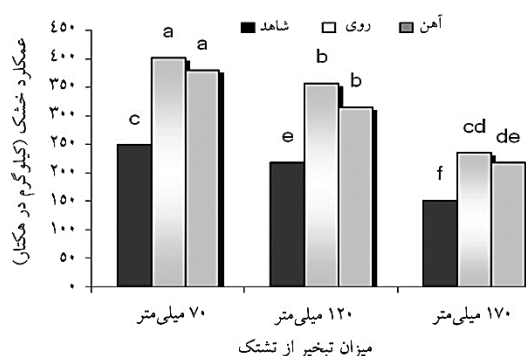 شاهد روی آهن
عمکلرد خشک (کیلوگرم در هکتار)
۴۵۰
۴۰۰
۳۵۰
۳۰۰
۲۵۰
۲۰۰
۱۵۰
۱۰۰
۵۰
۰
c a a e b b f cd de
۷۰ میلی‌متر ۱۲۰ میلی‌متر ۱۷۰ میلی‌متر
میزان تبخیر از تشتک